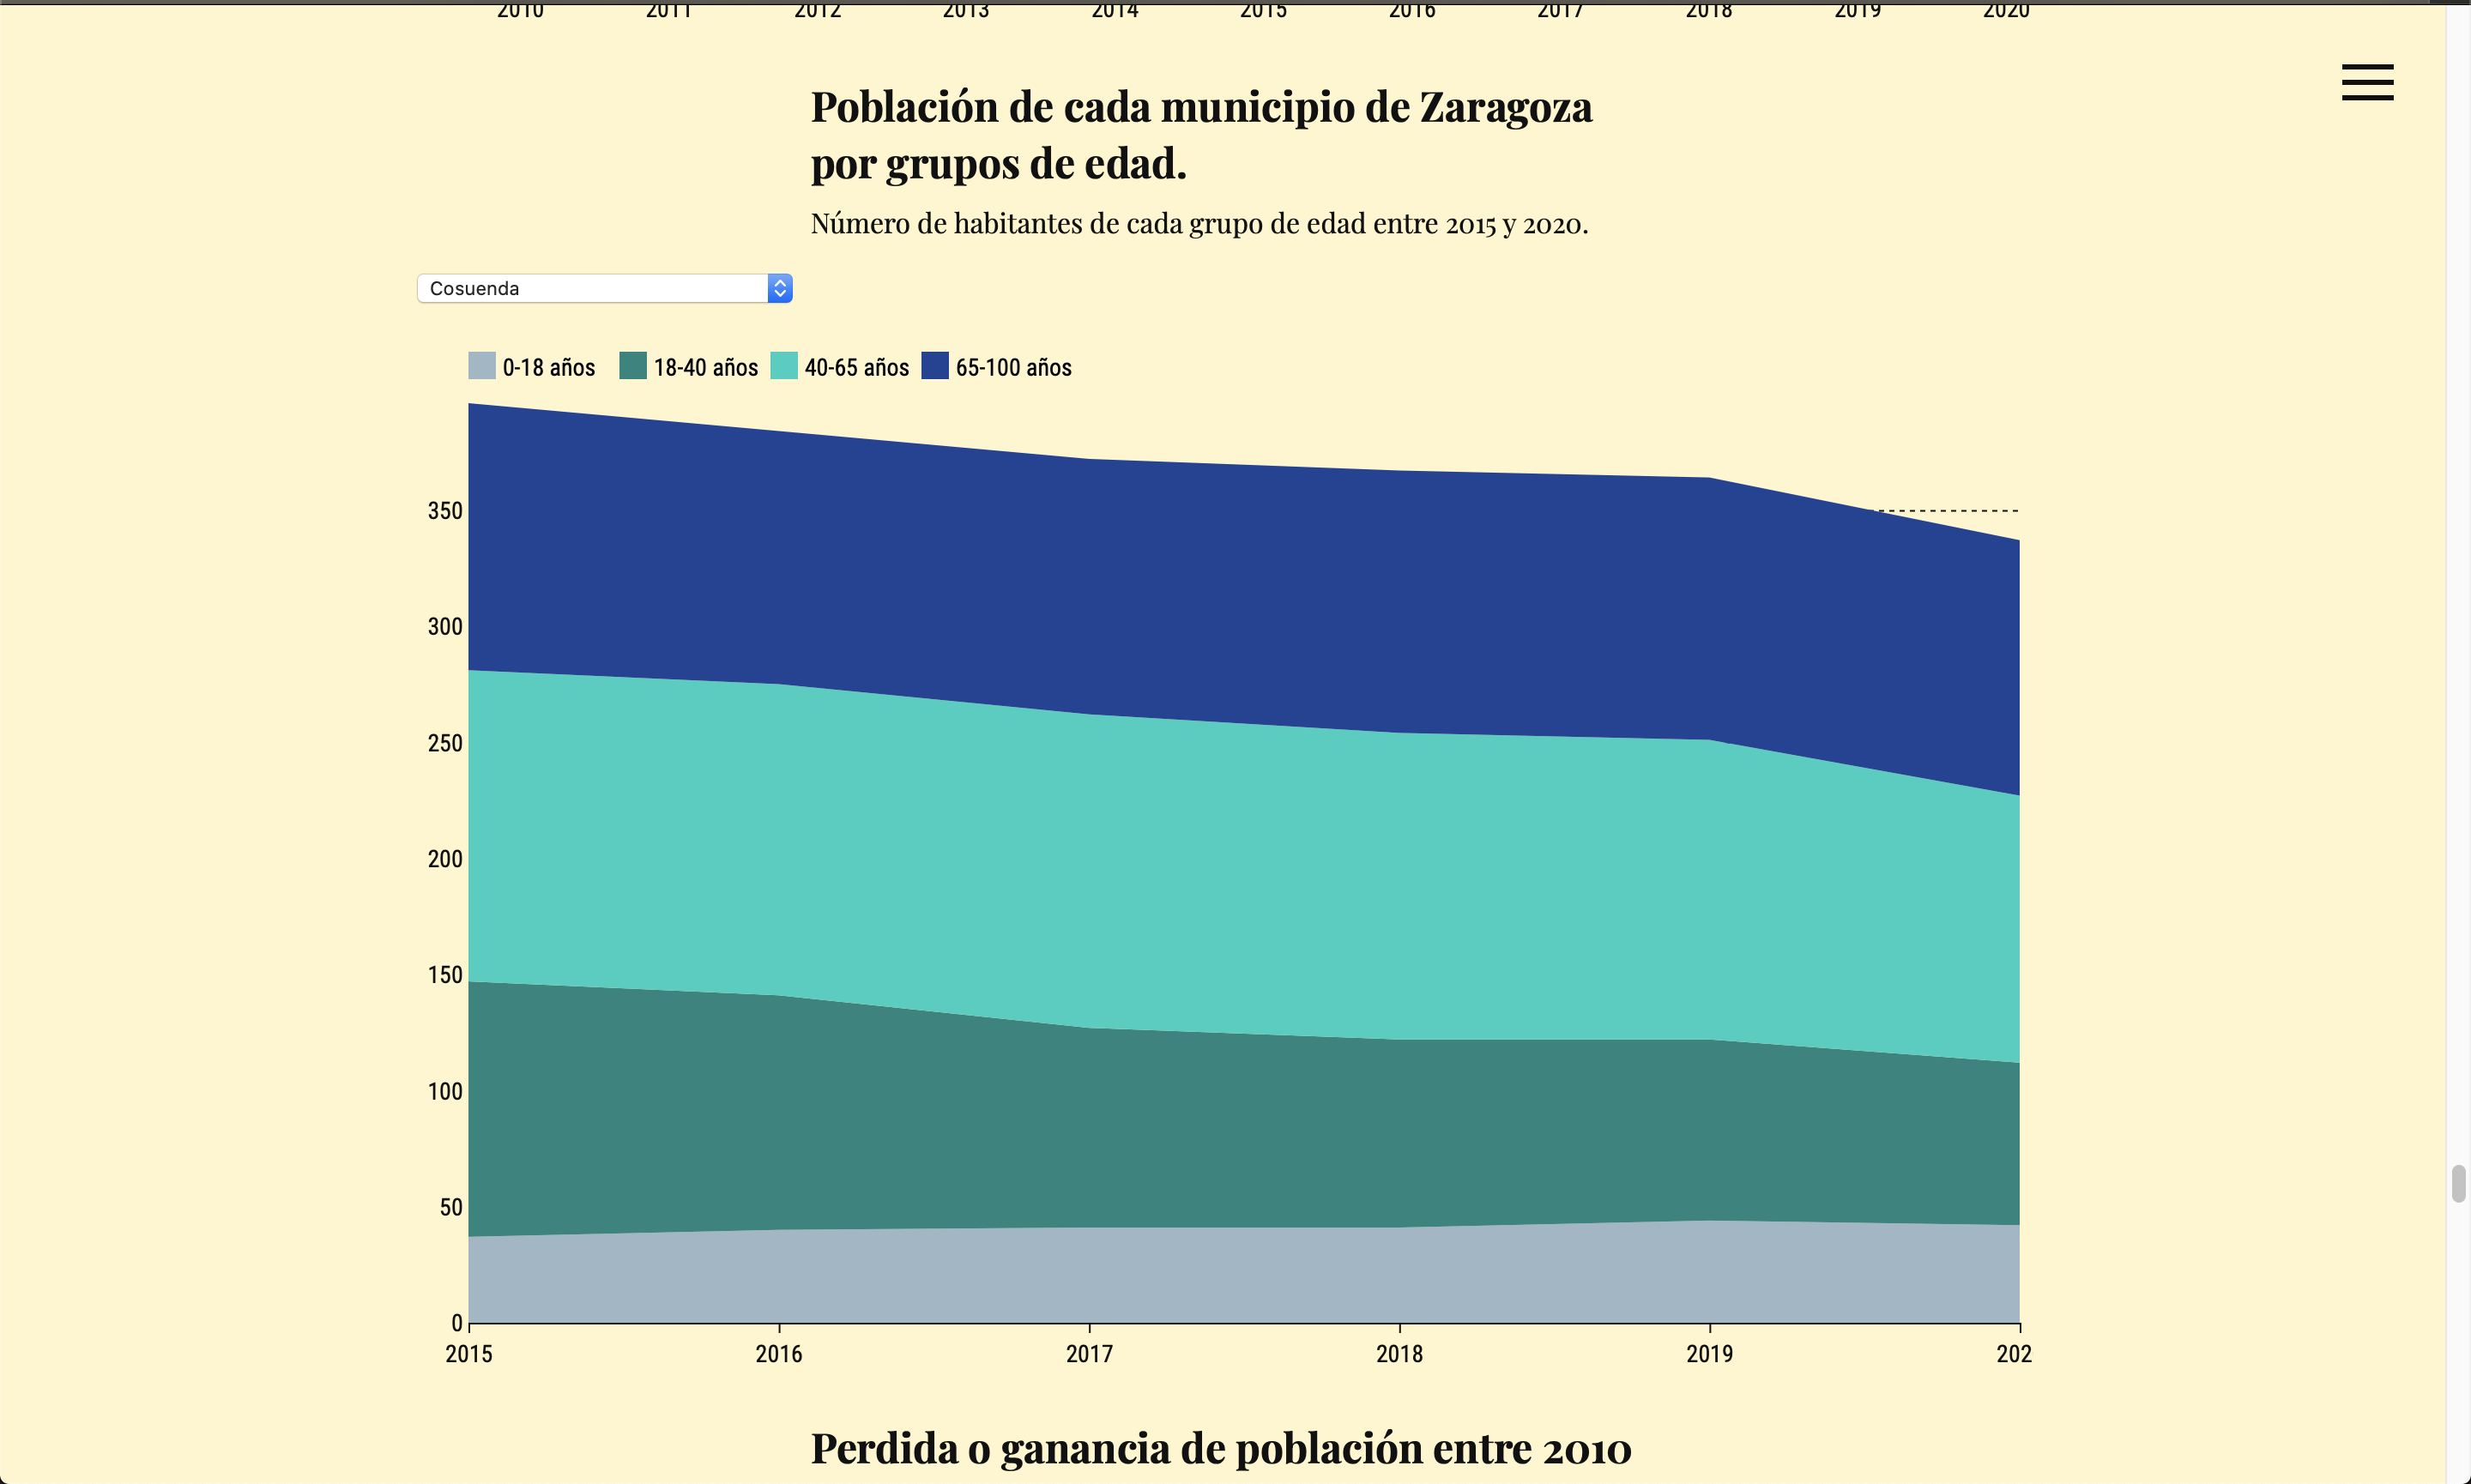 2010 2011 2012 2013 2014 2015 2016 2017 2018 2019 2020
Población de cada municipio de Zaragoza
por grupos de edad.
Número de habitantes de cada grupo de edad entre 2015 y 2020.
Cosuenda
0-18 años 18-40 años 40-65 años 65-100 años
350
300
250
200
150
100
50
0
2015 2016 2017 2018 2019 202
Perdida o ganancia de población entre 2010